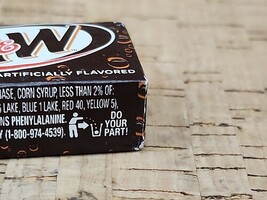 & W
ARTIFICIALLY FLAVORED
ASE, CORN SYRUP, LESS THAN 2% OF:
LAKE, BLUE 1 LAKE, RED 40, YELLOW 5),
NS PHENYLALANINE.
Y (1-800-974-4539).
DO
YOUR
PART!